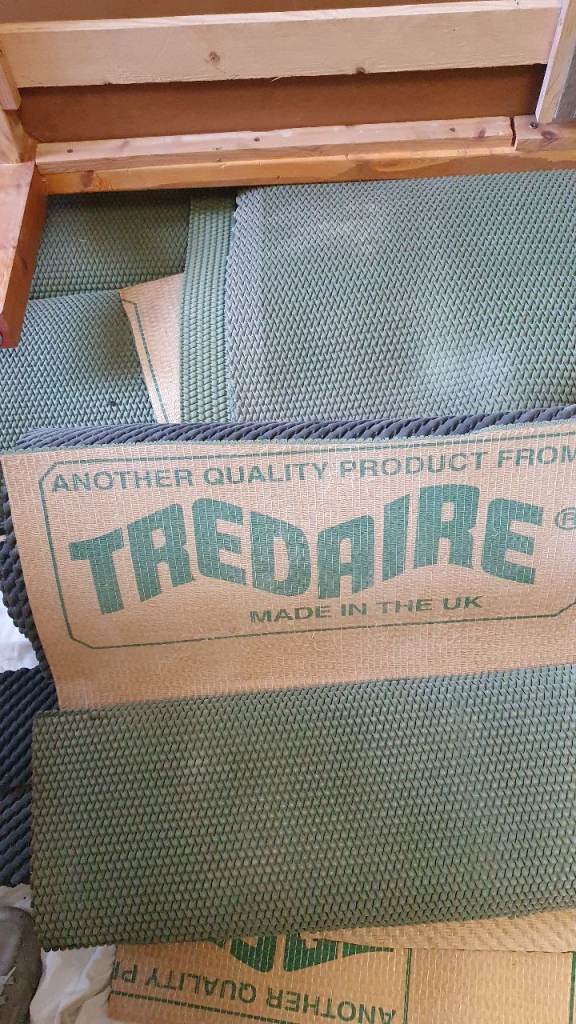 ANOTHER QUALITY PRODUCT FROM
TREDAIRE®
MADE IN THE UK
ANOTHER QUALITY P